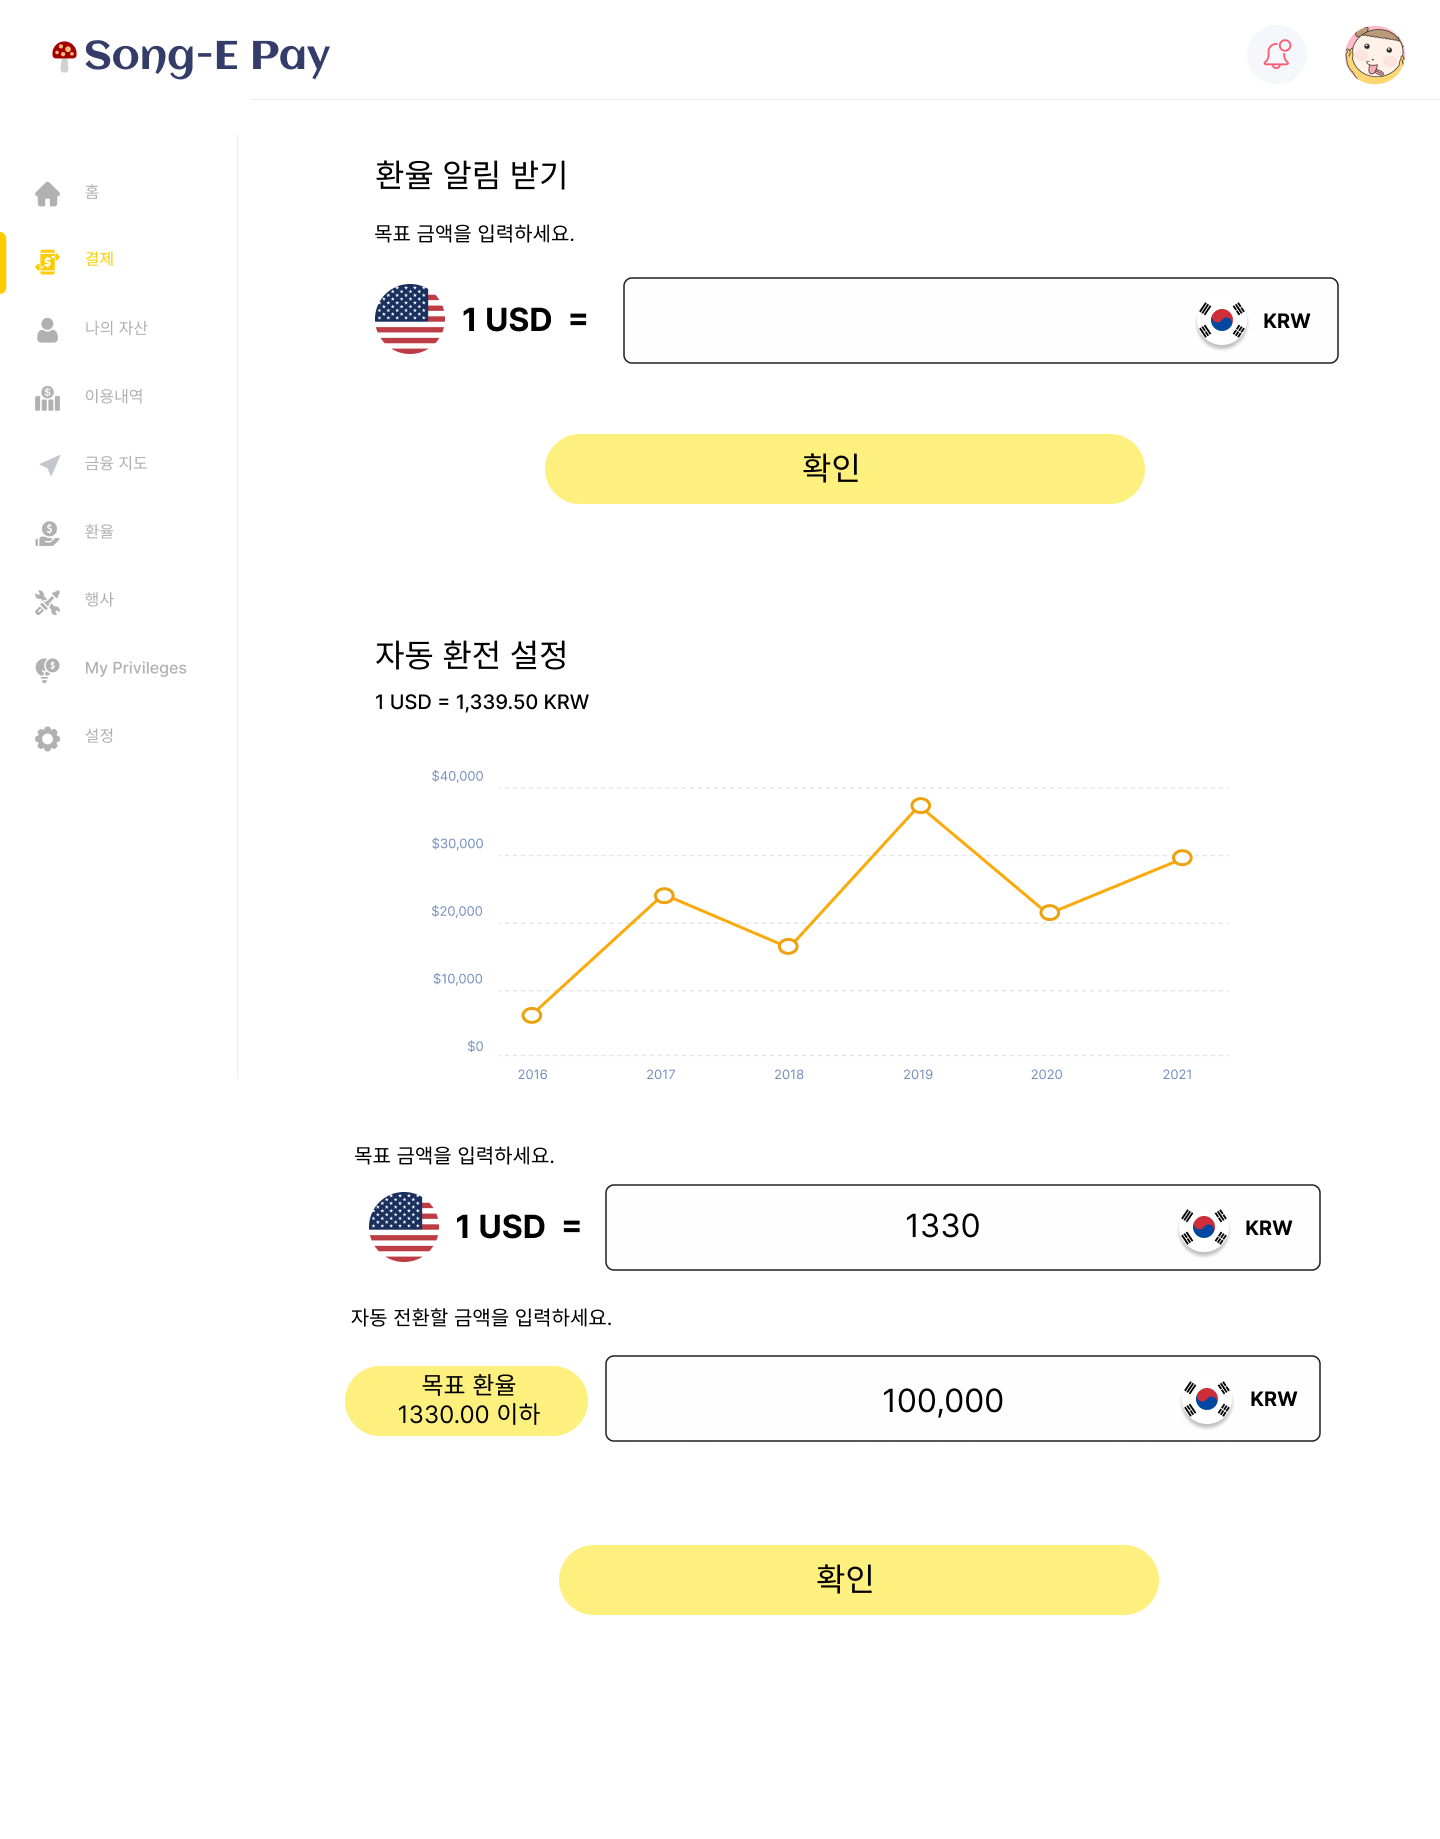 Song-E Pay
홈
결제
나의 자산
이용내역
금융 지도
환율
행사
My Privileges
설정
환율 알림 받기
목표 금액을 입력하세요.
1 USD =
KRW
확인
자동 환전 설정
1 USD = 1,339.50 KRW
$40,000
$30,000
$20,000
$10,000
$0
2016 2017 2018 2019 2020 2021
목표 금액을 입력하세요.
1 USD = 1330 KRW
자동 전환할 금액을 입력하세요.
목표 환율
1330.00 이하
100,000 KRW
확인